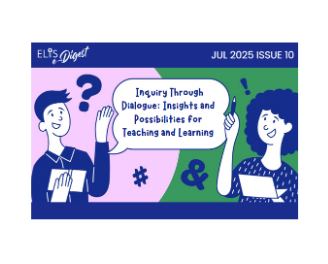 ELIS
e-Digest
JUL 2025 ISSUE 10
?
!
Inquiry Through
Dialogue: Insights and
Possibilities for
Teaching and Learning
#
&